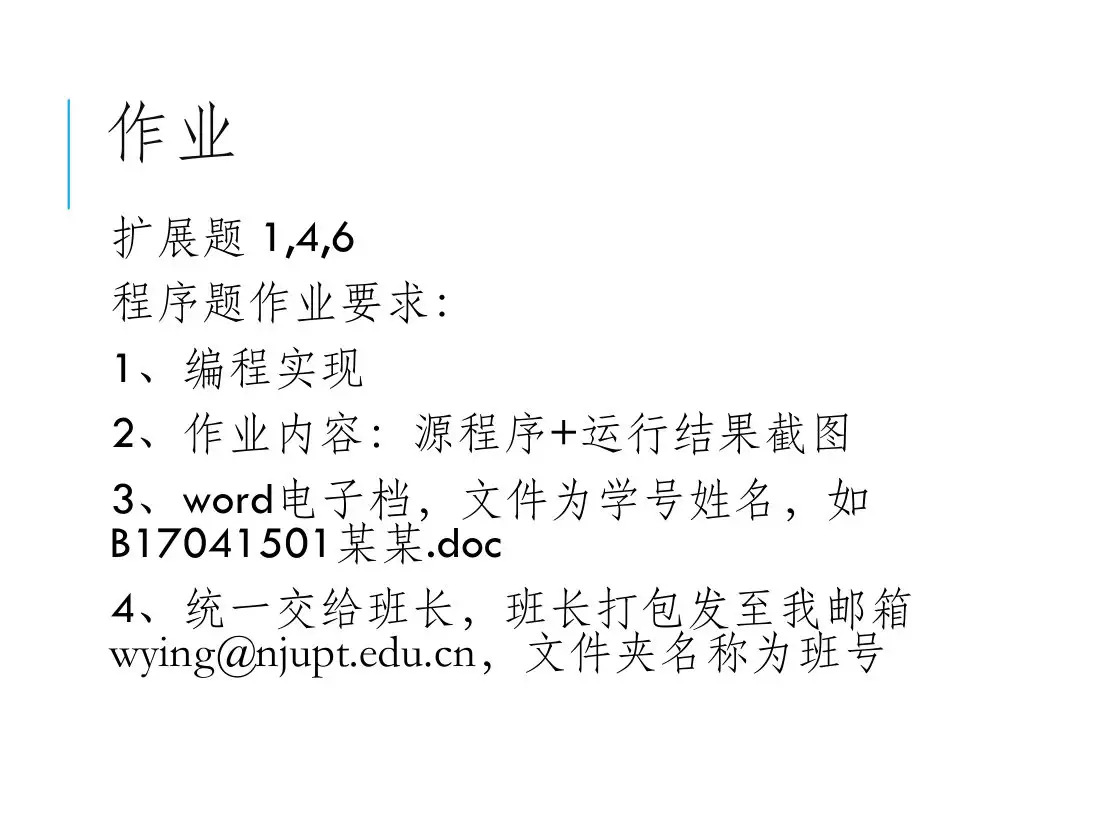 作业
扩展题 1,4,6
程序题作业要求：
1、编程实现
2、作业内容：源程序+运行结果截图
3、word电子档，文件为学号姓名，如
B17041501某某.doc
4、统一交给班长，班长打包发至我邮箱
wying@njupt.edu.cn，文件夹名称为班号